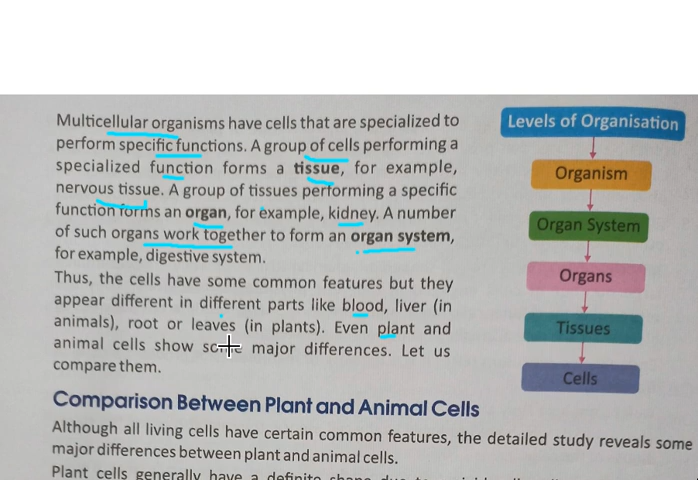 Multicellular organisms have cells that are specialized to
perform specific functions. A group of cells performing a
specialized function forms a tissue, for example,
nervous tissue. A group of tissues performing a specific
function forms an organ, for example, kidney. A number
of such organs work together to form an organ system,
for example, digestive system.
Thus, the cells have some common features but they
appear different in different parts like blood, liver (in
animals), root or leaves (in plants). Even plant and
animal cells show some major differences. Let us
compare them.
Levels of Organisation
Organism
Organ System
Organs
Tissues
Cells
Comparison Between Plant and Animal Cells
Although all living cells have certain common features, the detailed study reveals some
major differences between plant and animal cells.
Plant cells generally have a definite shape due to